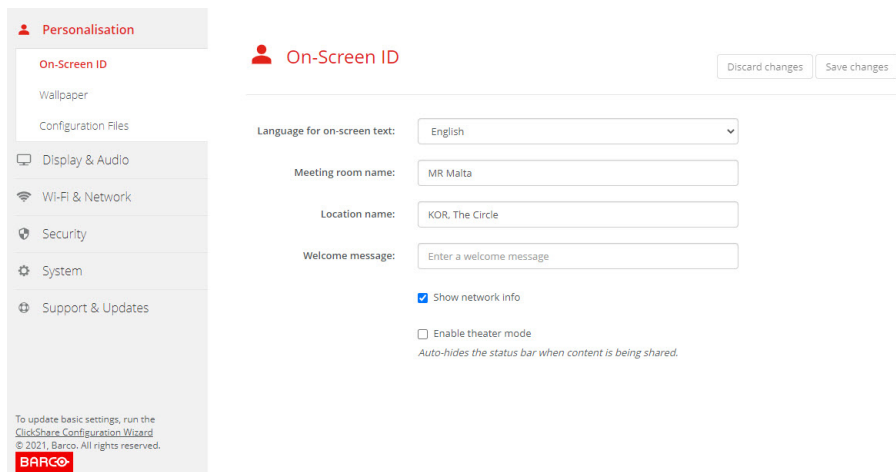 Personalisation
On-Screen ID
Wallpaper
Configuration Files
Display & Audio
Wi-Fi & Network
Security
System
Support & Updates
To update basic settings, run the
ClickShare Configuration Wizard
© 2021, Barco. All rights reserved.
BARCO
On-Screen ID
Discard changes
Save changes
Language for on-screen text:
English
Meeting room name:
MR Malta
Location name:
KOR, The Circle
Welcome message:
Enter a welcome message
Show network info
Enable theater mode
Auto-hides the status bar when content is being shared.